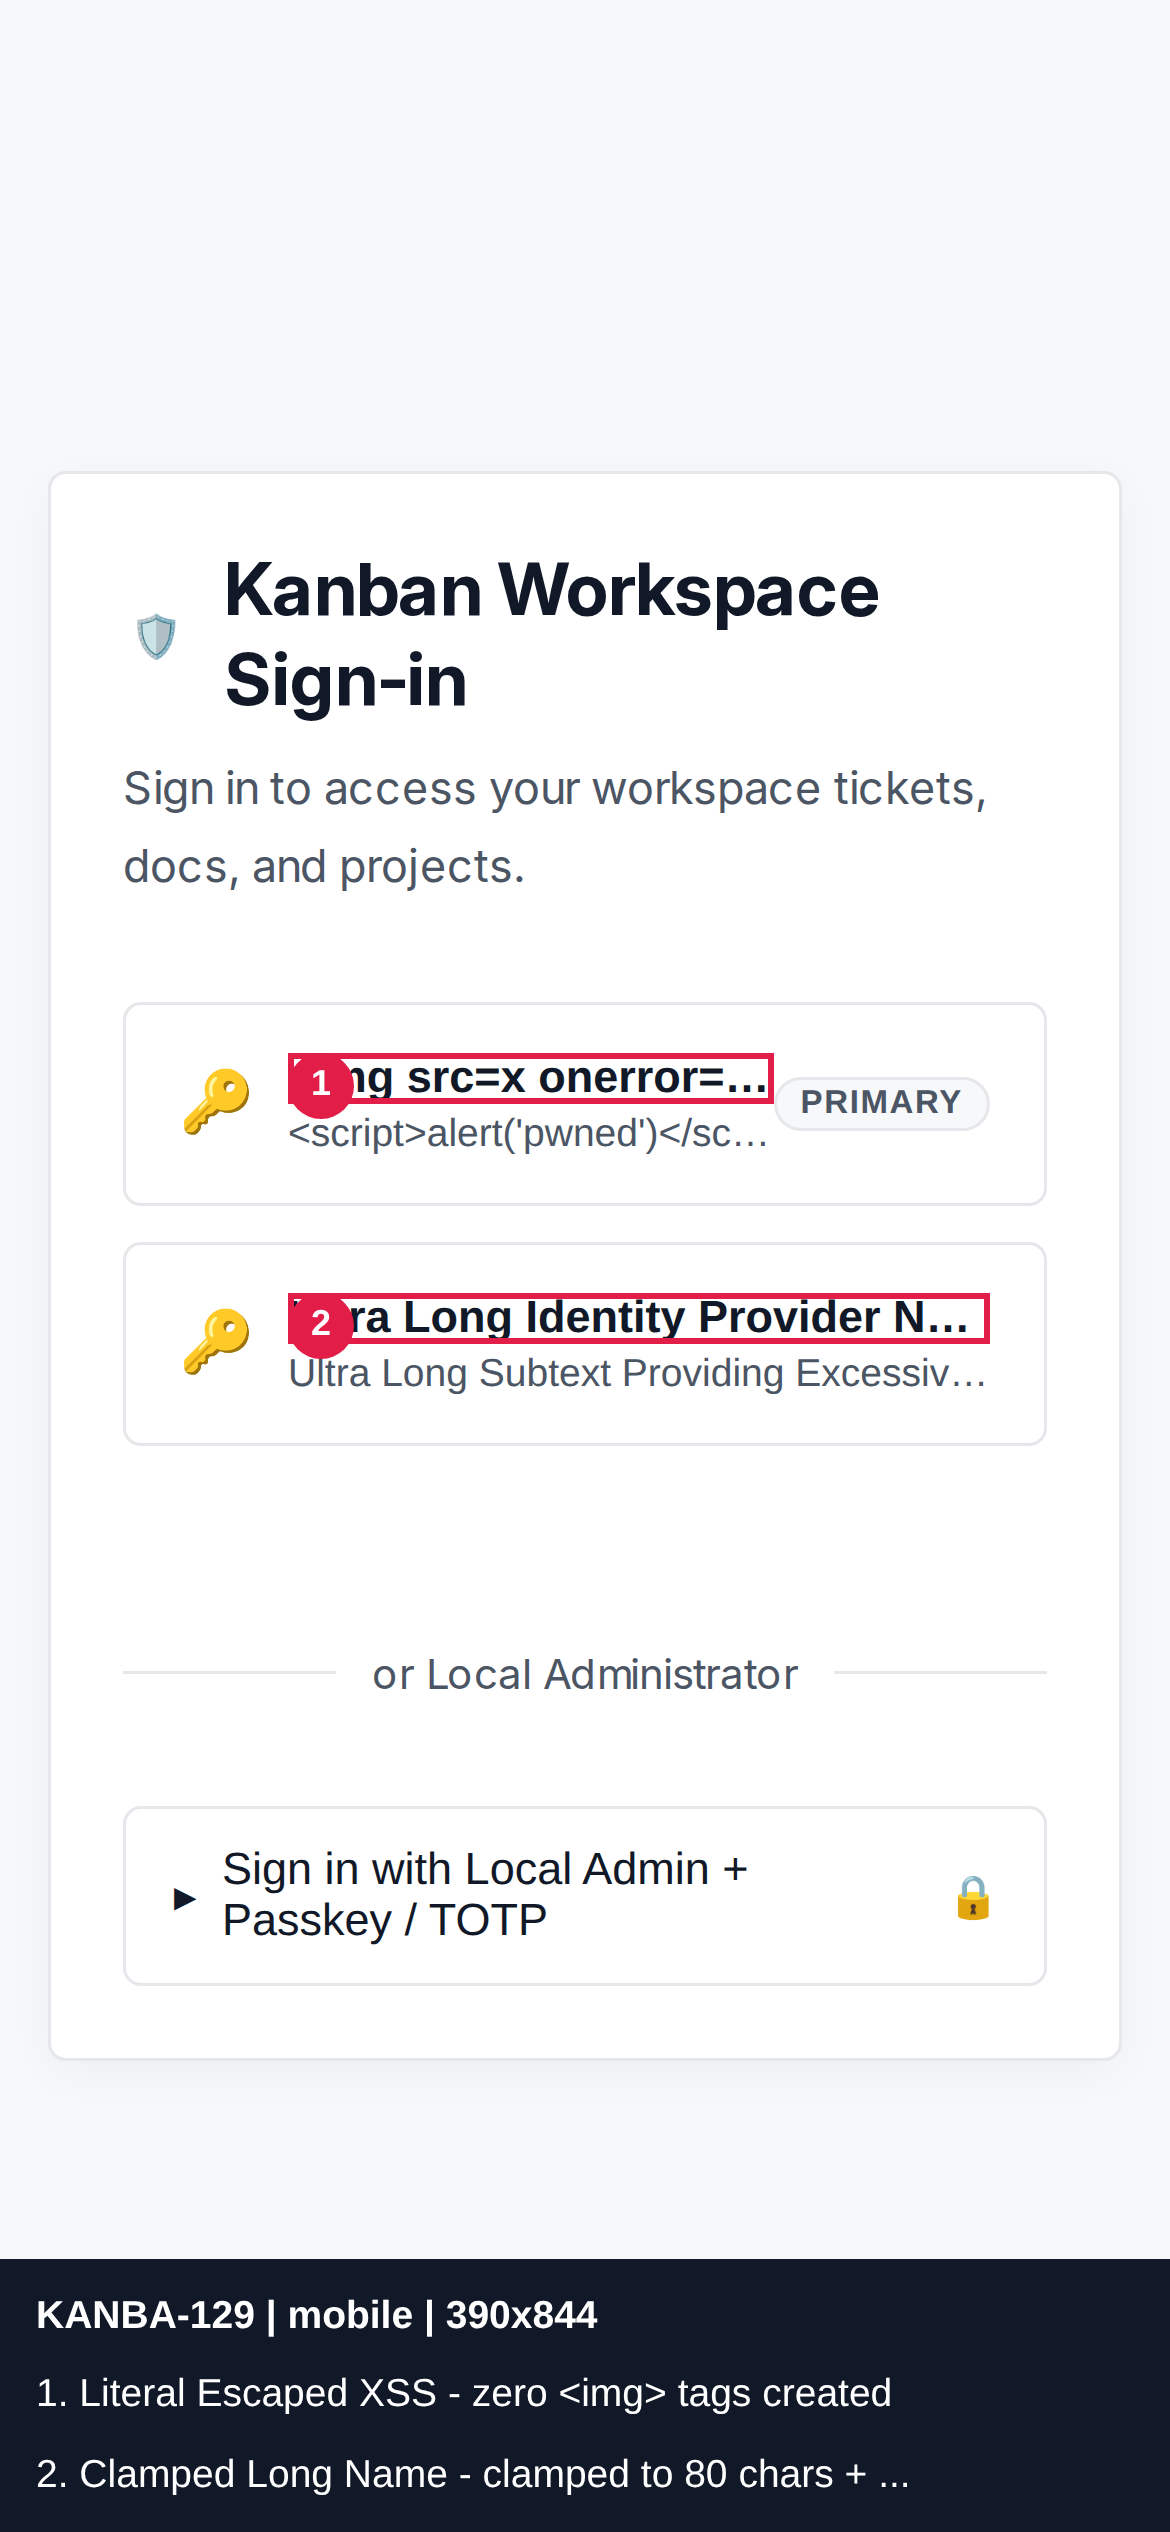 Kanban Workspace
Sign-in
Sign in to access your workspace tickets,
docs, and projects.
1
src=x onerror=…
PRIMARY
<script>alert('pwned')</sc…
2
Long Identity Provider N…
Ultra Long Subtext Providing Excessiv…
or Local Administrator
▶ Sign in with Local Admin +
Passkey / TOTP
KANBA-129 | mobile | 390x844
1. Literal Escaped XSS - zero <img> tags created
2. Clamped Long Name - clamped to 80 chars + ...